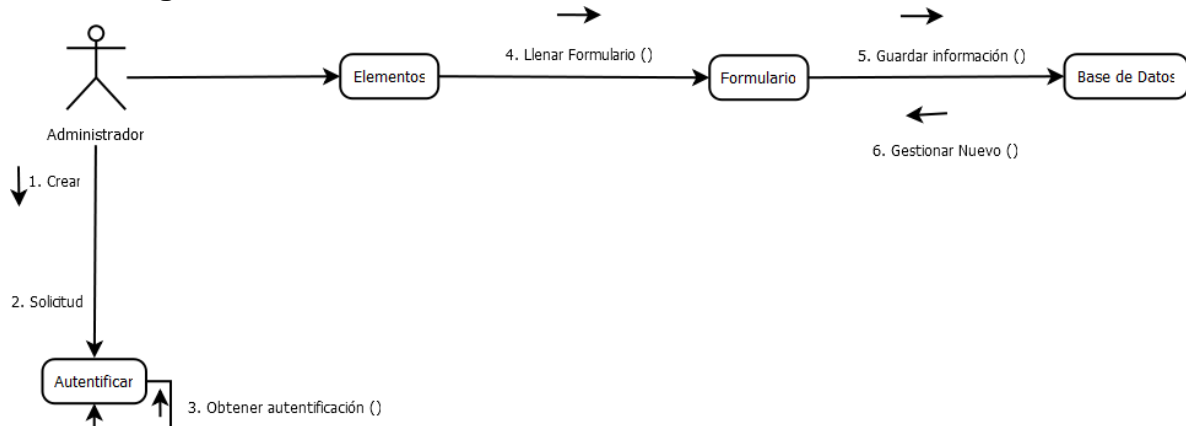 4. Llenar Formulario ()
5. Guardar información ()
Elementos
Formulario
Base de Datos
Administrador
6. Gestionar Nuevo ()
1. Crear
2. Solicitud
Autentificar
3. Obtener autentificación ()